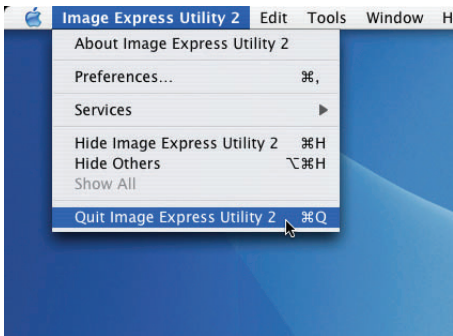 Image Express Utility 2 Edit Tools Window H
About Image Express Utility 2
Preferences... ⌘,
Services ▶
Hide Image Express Utility 2 ⌘H
Hide Others ⌥⌘H
Show All
Quit Image Express Utility 2 ⌘Q